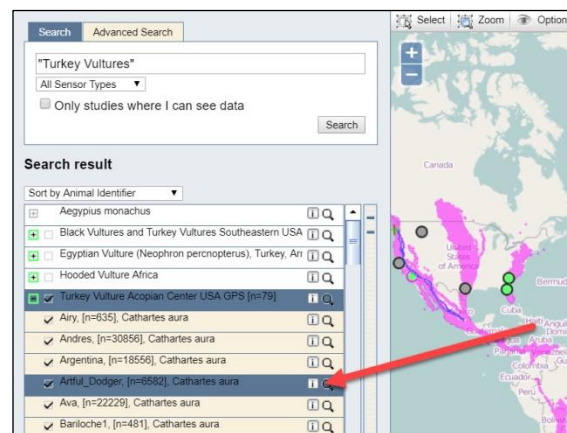 Search Advanced Search
"Turkey Vultures"
All Sensor Types
Only studies where I can see data
Search
Search result
Sort by Animal Identifier
Aegypius monachus
Black Vultures and Turkey Vultures Southeastern USA
Egyptian Vulture (Neophron percnopterus), Turkey, Arr
Hooded Vulture Africa
Turkey Vulture Acopian Center USA GPS [n=79]
Airy, [n=635], Cathartes aura
Andres, [n=30856], Cathartes aura
Argentina, [n=18556], Cathartes aura
Artful_Dodger, [n=6582], Cathartes aura
Ava, [n=22229], Cathartes aura
Bariloche1, [n=481], Cathartes aura
Select Zoom Option
Canada
United
States
of America
Bermud
Cuba
Haiti Anguil
Domi
Aruba
Colombia
Ecuador
Perú